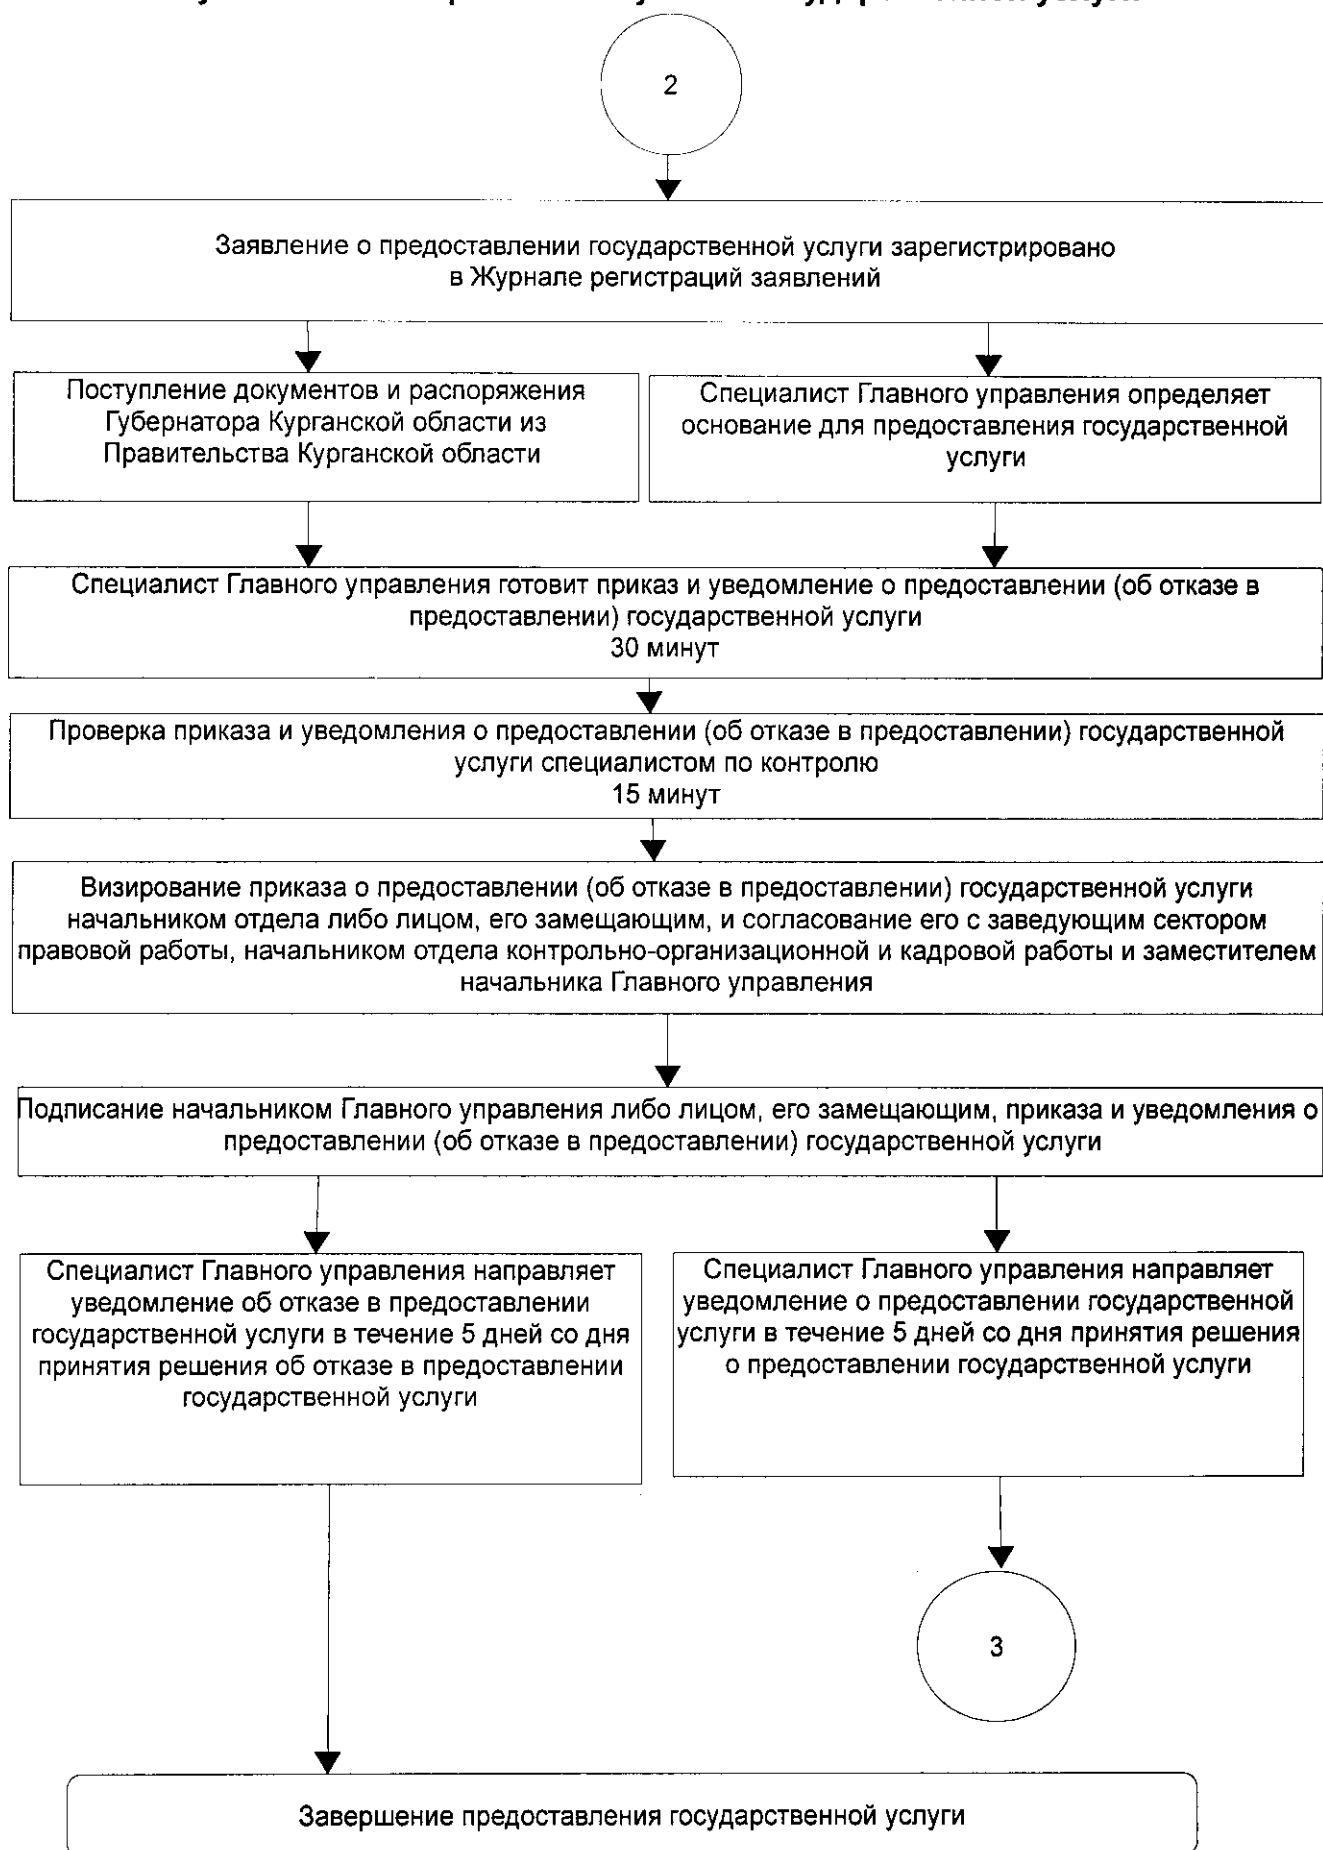 2
Заявление о предоставлении государственной услуги зарегистрировано
в Журнале регистраций заявлений
Поступление документов и распоряжения
Губернатора Курганской области из
Правительства Курганской области
Специалист Главного управления определяет
основание для предоставления государственной
услуги
Специалист Главного управления готовит приказ и уведомление о предоставлении (об отказе в
предоставлении) государственной услуги
30 минут
Проверка приказа и уведомления о предоставлении (об отказе в предоставлении) государственной
услуги специалистом по контролю
15 минут
Визирование приказа о предоставлении (об отказе в предоставлении) государственной услуги
начальником отдела либо лицом, его замещающим, и согласование его с заведующим сектором
правовой работы, начальником отдела контрольно-организационной и кадровой работы и заместителем
начальника Главного управления
Подписание начальником Главного управления либо лицом, его замещающим, приказа и уведомления о
предоставлении (об отказе в предоставлении) государственной услуги
Специалист Главного управления направляет
уведомление об отказе в предоставлении
государственной услуги в течение 5 дней со дня
принятия решения об отказе в предоставлении
государственной услуги
Специалист Главного управления направляет
уведомление о предоставлении государственной
услуги в течение 5 дней со дня принятия решения
о предоставлении государственной услуги
3
Завершение предоставления государственной услуги